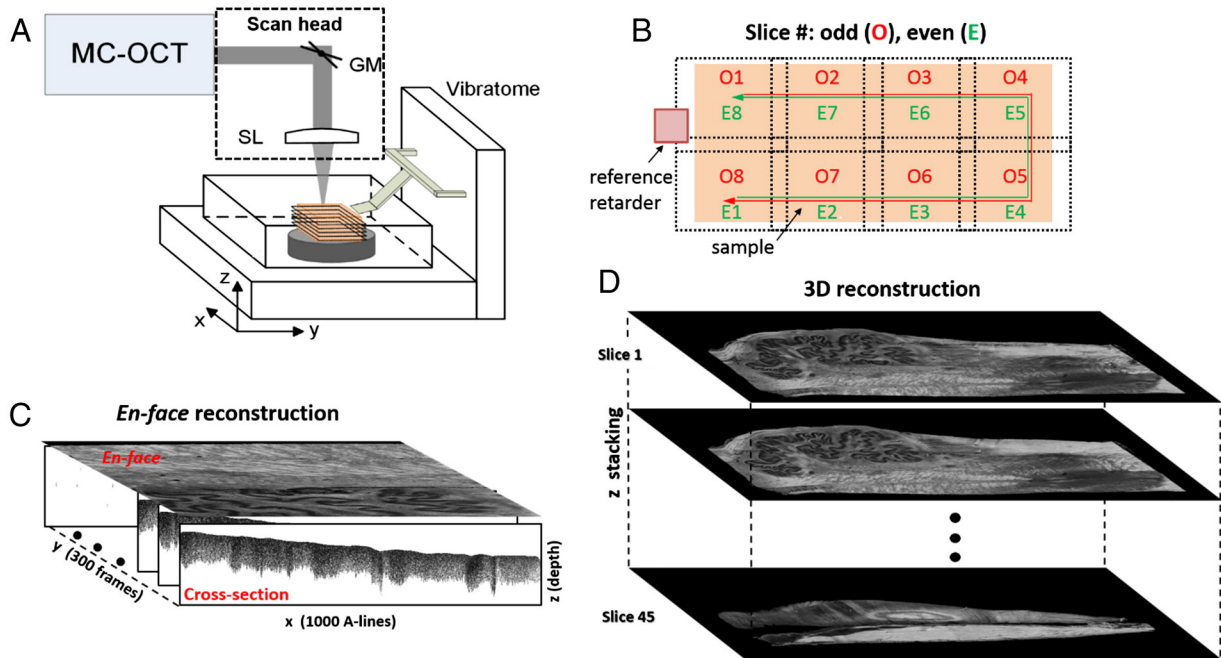 A
MC-OCT
Scan head
GM
SL
Vibratome
z
x
y
B
Slice #: odd (O), even (E)
O1 O2 O3 O4
E8 E7 E6 E5
reference
retarder
O8 O7 O6 O5
E1 E2 E3 E4
sample
C
En-face reconstruction
En-face
y (300 frames)
Cross-section
z (depth)
x (1000 A-lines)
D
3D reconstruction
Slice 1
z stacking
Slice 45